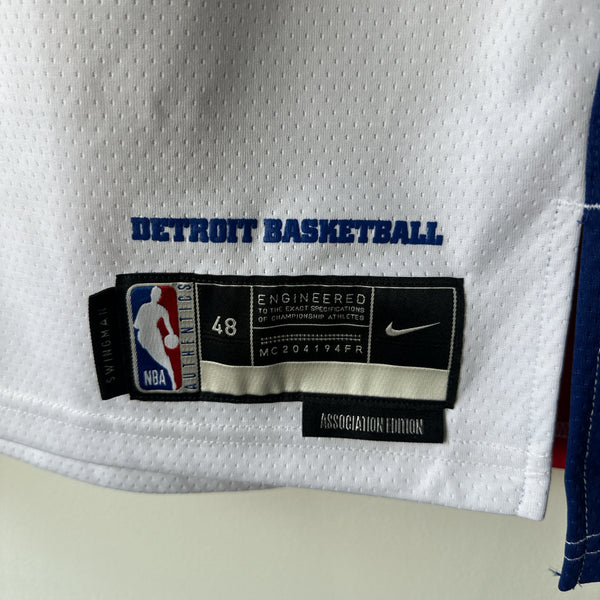 DETROIT BASKETBALL
SWINGMAN
NBA
AUTHENTICS
48
ENGINEERED
TO THE EXACT SPECIFICATIONS
OF CHAMPIONSHIP ATHLETES
MC204194FR
ASSOCIATION EDITION